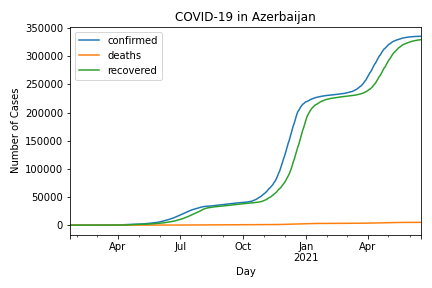 COVID-19 in Azerbaijan
confirmed
deaths
recovered
Number of Cases
350000
300000
250000
200000
150000
100000
50000
0
Apr
Jul
Oct
Jan
2021
Apr
Day